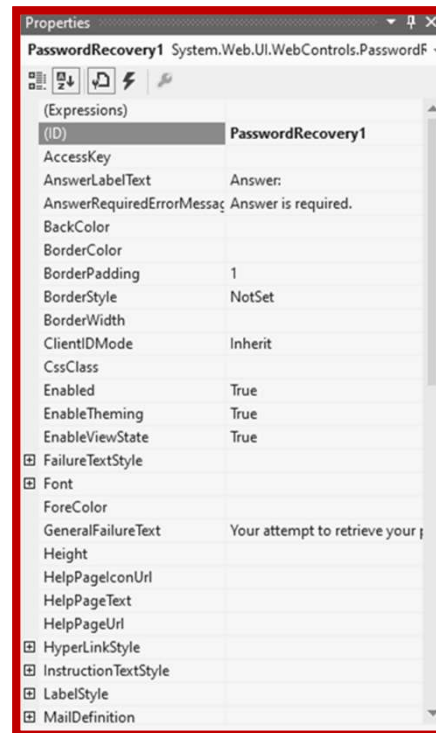 Properties
PasswordRecovery1 System.Web.UI.WebControls.PasswordR
(Expressions)
(ID) PasswordRecovery1
AccessKey
AnswerLabelText Answer:
AnswerRequiredErrorMessag Answer is required.
BackColor
BorderColor
BorderPadding 1
BorderStyle NotSet
BorderWidth
ClientIDMode Inherit
CssClass
Enabled True
EnableTheming True
EnableViewState True
FailureTextStyle
Font
ForeColor
GeneralFailureText Your attempt to retrieve your
Height
HelpPageIconUrl
HelpPageText
HelpPageUrl
HyperLinkStyle
InstructionTextStyle
LabelStyle
MailDefinition